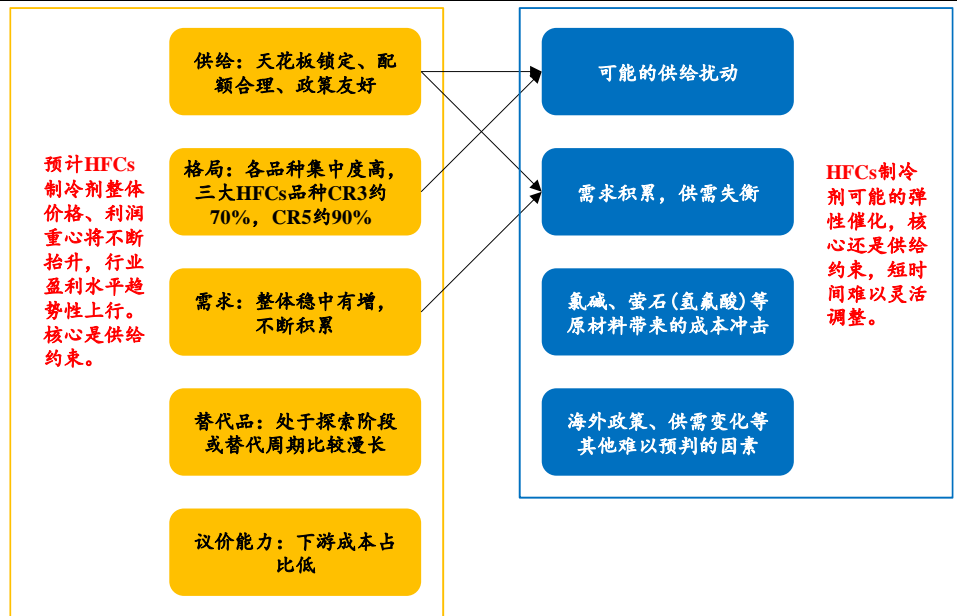 预计HFCs
制冷剂整体
价格、利润
重心将不断
抬升，行业
盈利水平趋
势性上行。
核心是供给
约束。
供给：天花板锁定、配
额合理、政策友好
格局：各品种集中度高，
三大HFCs品种CR3约
70%，CR5约90%
需求：整体稳中有增，
不断积累
替代品：处于探索阶段
或替代周期比较漫长
议价能力：下游成本占
比低
可能的供给扰动
需求积累，供需失衡
氯碱、萤石(氢氟酸)等
原材料带来的成本冲击
海外政策、供需变化等
其他难以预判的因素
HFCs制冷
剂可能的弹
性催化，核
心还是供给
约束，短时
间难以灵活
调整。